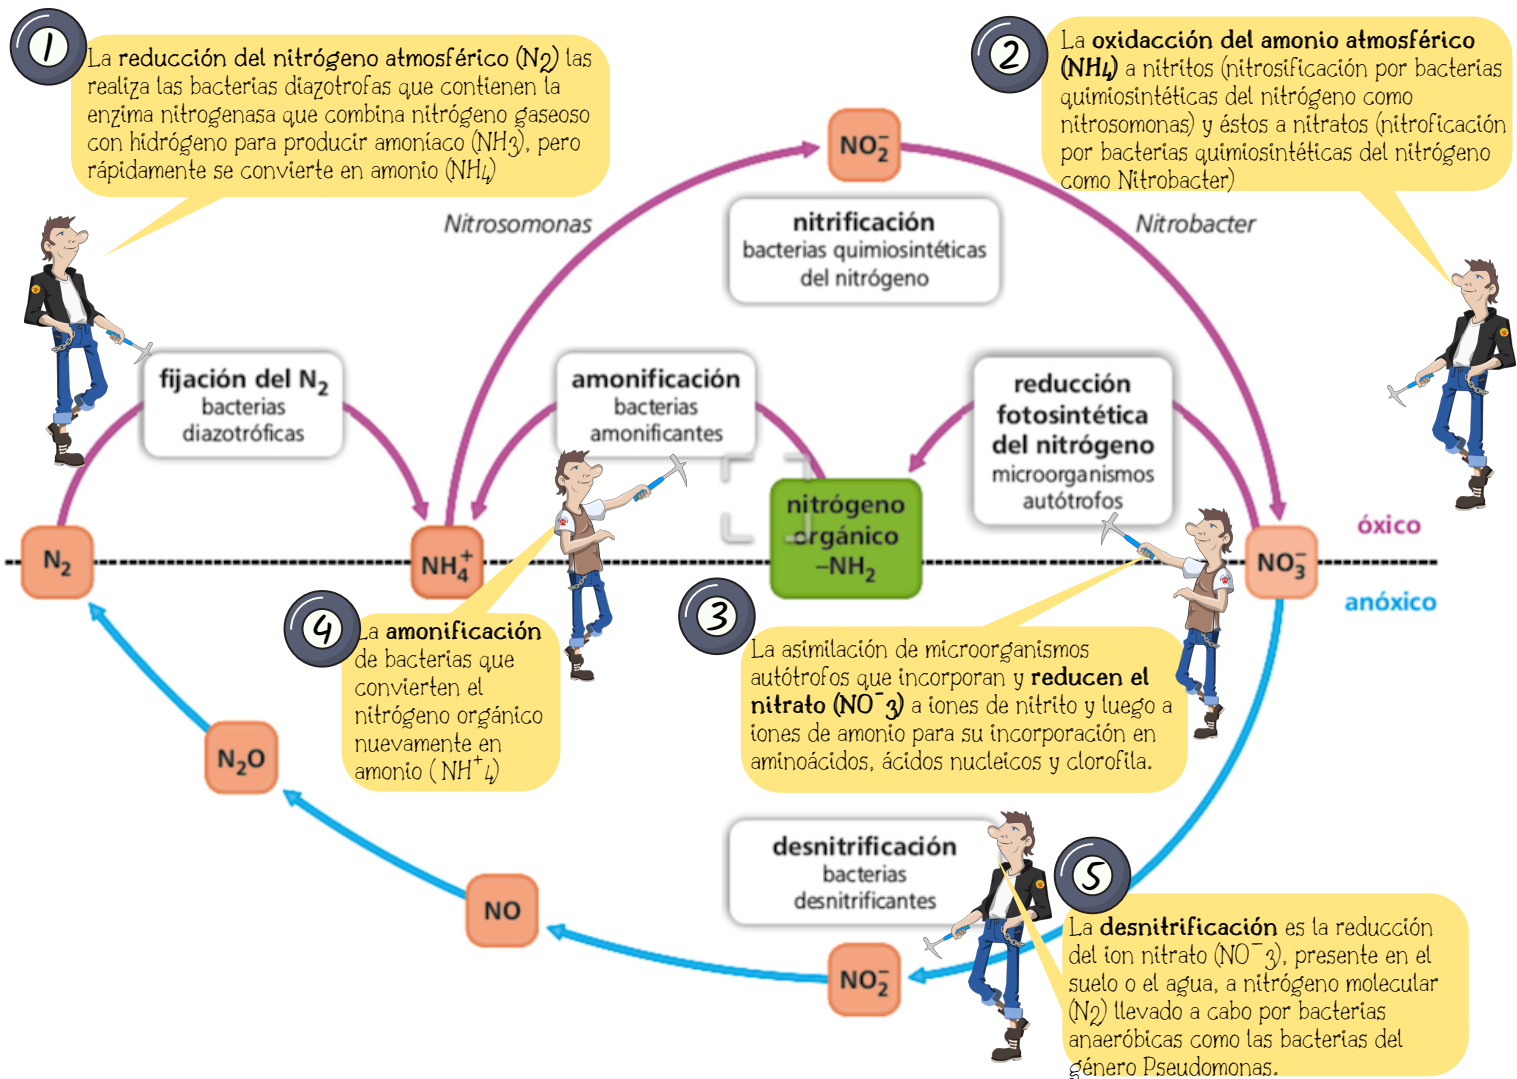 1
La reducción del nitrógeno atmosférico (N2) las
realiza las bacterias diazotrofas que contienen la
enzima nitrogenasa que combina nitrógeno gaseoso
con hidrógeno para producir amoníaco (NH3), pero
rápidamente se convierte en amonio (NH4)
2
La oxidacción del amonio atmosférico
(NH4) a nitritos (nitrosificación por bacterias
quimiosintéticas del nitrógeno como
nitrosomonas) y éstos a nitratos (nitroficación
por bacterias quimiosintéticas del nitrógeno
como Nitrobacter)
NO₂⁻
Nitrosomonas
nitrificación
bacterias quimiosintéticas
del nitrógeno
Nitrobacter
fijación del N₂
bacterias
diazotróficas
amonificación
bacterias
amonificantes
reducción
fotosintética
del nitrógeno
microorganismos
autótrofos
N₂
NH₄⁺
nitrógeno
orgánico
–NH₂
NO₃⁻
óxico
anóxico
4
La amonificación
de bacterias que
convierten el
nitrógeno orgánico
nuevamente en
amonio ( NH⁺4)
3
La asimilación de microorganismos
autótrofos que incorporan y reducen el
nitrato (NO⁻3) a iones de nitrito y luego a
iones de amonio para su incorporación en
aminoácidos, ácidos nucleicos y clorofila.
N₂O
NO
desnitrificación
bacterias
desnitrificantes
NO₂⁻
5
La desnitrificación es la reducción
del ion nitrato (NO⁻3), presente en el
suelo o el agua, a nitrógeno molecular
(N2) llevado a cabo por bacterias
anaeróbicas como las bacterias del
género Pseudomonas.